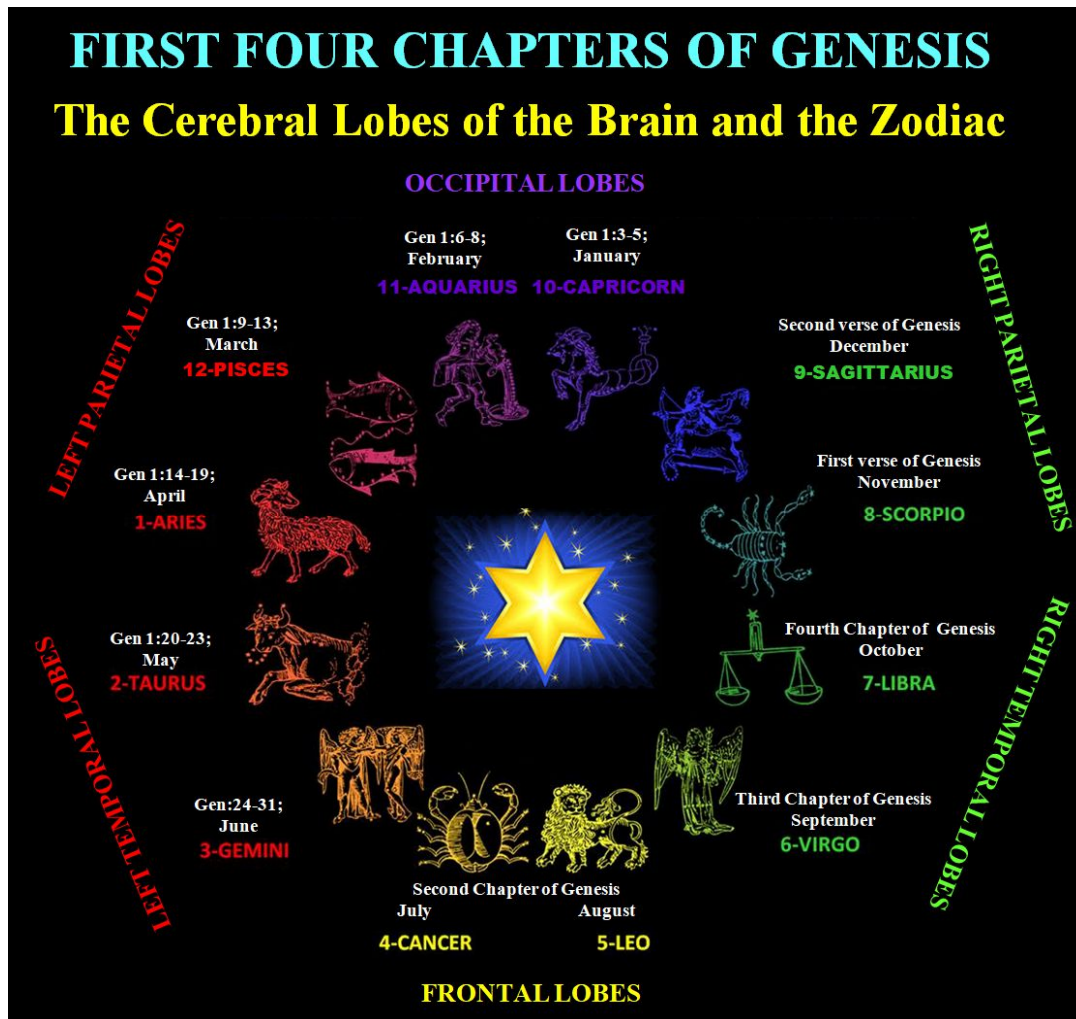 FIRST FOUR CHAPTERS OF GENESIS
The Cerebral Lobes of the Brain and the Zodiac
OCCIPITAL LOBES
LEFT PARIETAL LOBES
RIGHT PARIETAL LOBES
Gen 1:6-8;
February
11-AQUARIUS
Gen 1:3-5;
January
10-CAPRICORN
Gen 1:9-13;
March
12-PISCES
Second verse of Genesis
December
9-SAGITTARIUS
Gen 1:14-19;
April
1-ARIES
First verse of Genesis
November
8-SCORPIO
Gen 1:20-23;
May
2-TAURUS
Fourth Chapter of Genesis
October
7-LIBRA
LEFT TEMPORAL LOBES
RIGHT TEMPORAL LOBES
Gen:24-31;
June
3-GEMINI
Third Chapter of Genesis
September
6-VIRGO
Second Chapter of Genesis
July August
4-CANCER 5-LEO
FRONTAL LOBES